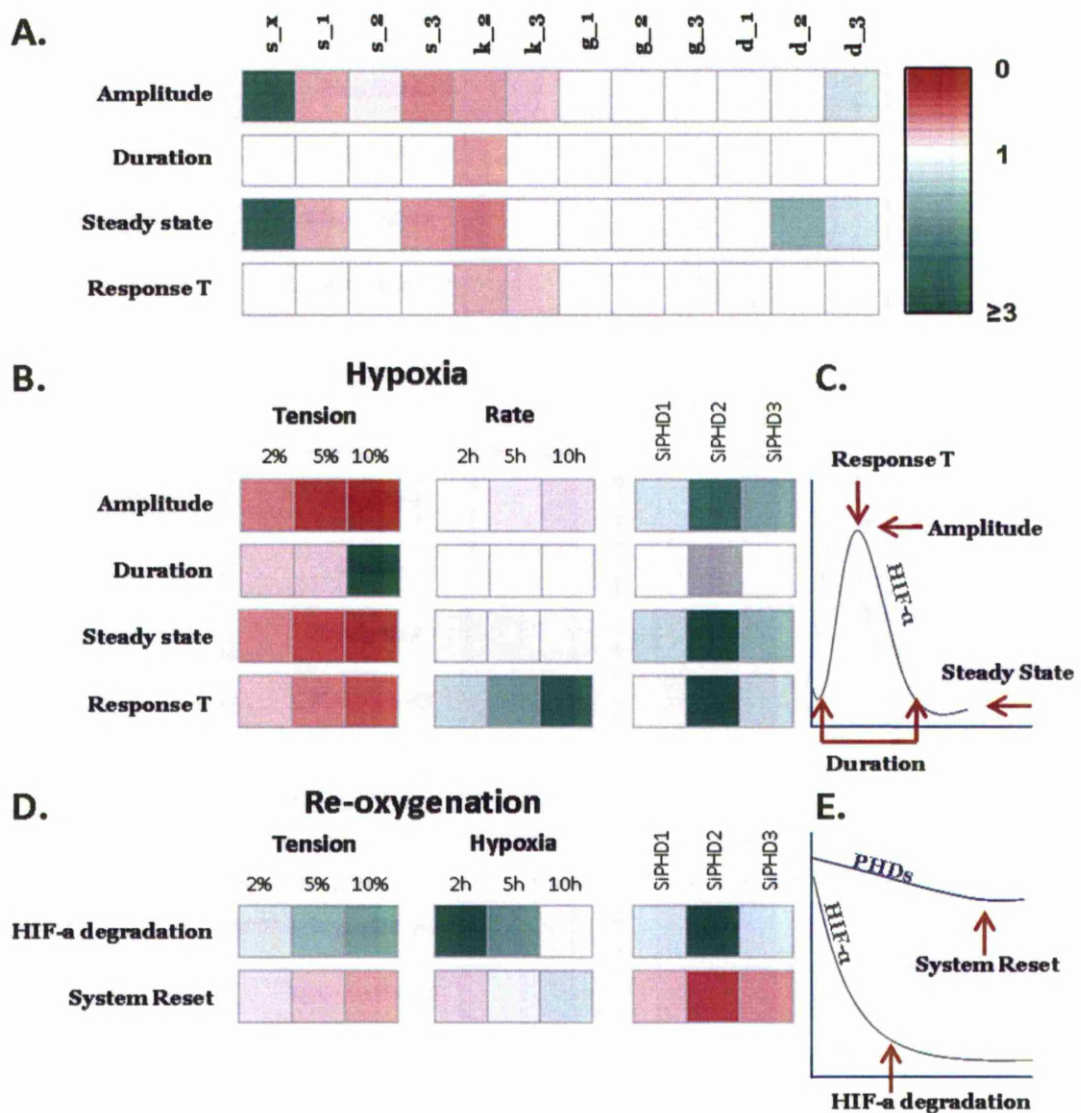 A.
s_x s_1 s_2 s_3 k_2 k_3 g_1 g_2 g_3 d_1 d_2 d_3
Amplitude
Duration
Steady state
Response T
0
1
≥3
B.
Hypoxia
Tension Rate
2% 5% 10% 2h 5h 10h SiPHD1 SiPHD2 SiPHD3
Amplitude
Duration
Steady state
Response T
C.
Response T
Amplitude
HIF-α
Steady State
Duration
D.
Re-oxygenation
Tension Hypoxia
2% 5% 10% 2h 5h 10h SiPHD1 SiPHD2 SiPHD3
HIF-a degradation
System Reset
E.
PHDs
HIF-α
System Reset
HIF-a degradation